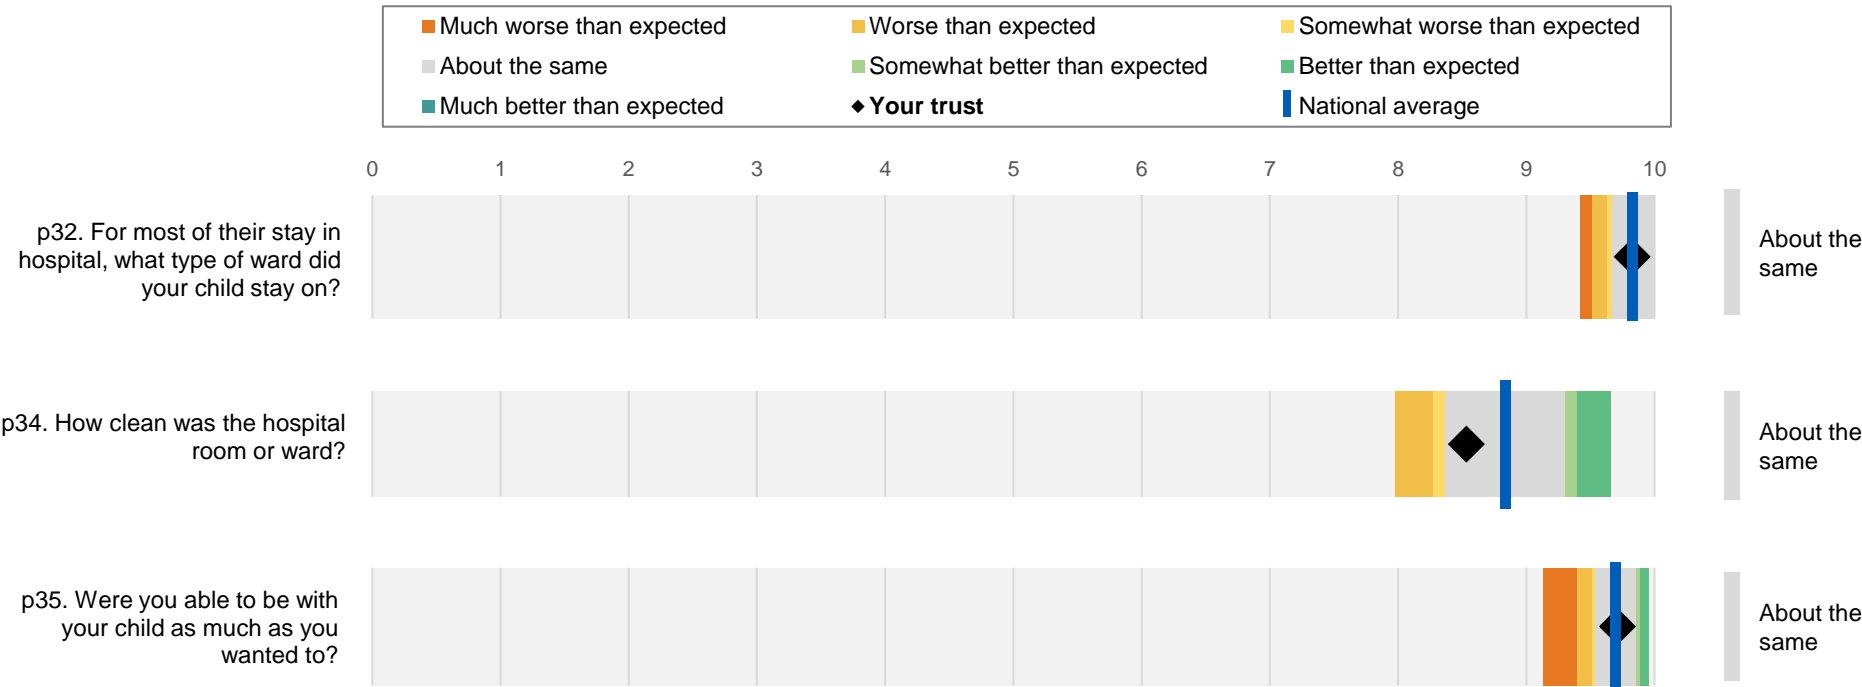 Much worse than expected
Worse than expected
Somewhat worse than expected
About the same
Somewhat better than expected
Better than expected
Much better than expected
Your trust
National average
0 1 2 3 4 5 6 7 8 9 10
p32. For most of their stay in
hospital, what type of ward did
your child stay on?
About the
same
p34. How clean was the hospital
room or ward?
About the
same
p35. Were you able to be with
your child as much as you
wanted to?
About the
same